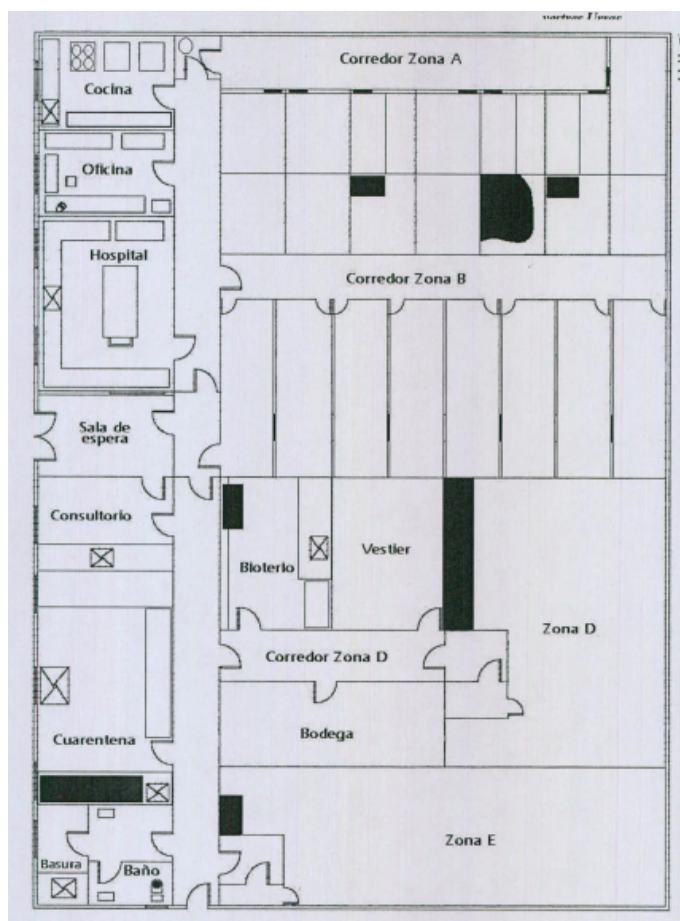 Corredor Zona A
Cocina
Oficina
Hospital
Corredor Zona B
Sala de
espera
Consultorio
Bioterio
Vestier
Zona D
Corredor Zona D
Bodega
Cuarentena
Zona E
Basura
Baño